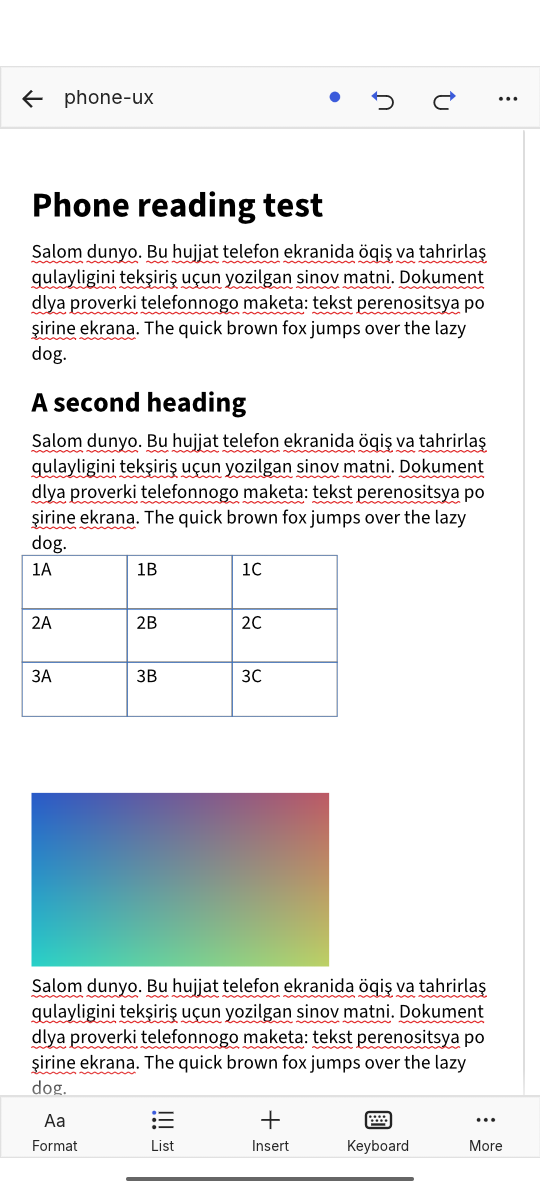 phone-ux
Phone reading test
Salom dunyo. Bu hujjat telefon ekranida öqiş va tahrirlaş
qulayligini tekşiriş uçun yozilgan sinov matni. Dokument
dlya proverki telefonnogo maketa: tekst perenositsya po
şirine ekrana. The quick brown fox jumps over the lazy
dog.
A second heading
Salom dunyo. Bu hujjat telefon ekranida öqiş va tahrirlaş
qulayligini tekşiriş uçun yozilgan sinov matni. Dokument
dlya proverki telefonnogo maketa: tekst perenositsya po
şirine ekrana. The quick brown fox jumps over the lazy
dog.
1A 1B 1C
2A 2B 2C
3A 3B 3C
Salom dunyo. Bu hujjat telefon ekranida öqiş va tahrirlaş
qulayligini tekşiriş uçun yozilgan sinov matni. Dokument
dlya proverki telefonnogo maketa: tekst perenositsya po
şirine ekrana. The quick brown fox jumps over the lazy
dog.
Aa
Format List Insert Keyboard More